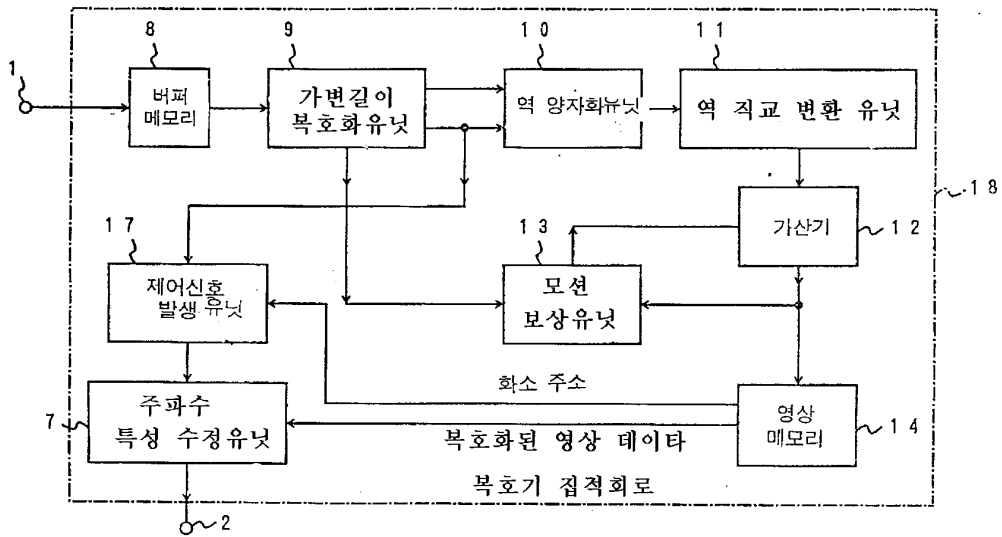 8
9
10
11
1
버퍼
메모리
가변길이
복호화유닛
역 양자화유닛
역 직교 변환 유닛
18
17
13
가산기
12
제어신호
발생 유닛
모션
보상유닛
화소 주소
7
주파수
특성 수정유닛
영상
메모리
14
복호화된 영상 데이타
복호기 집적회로
2